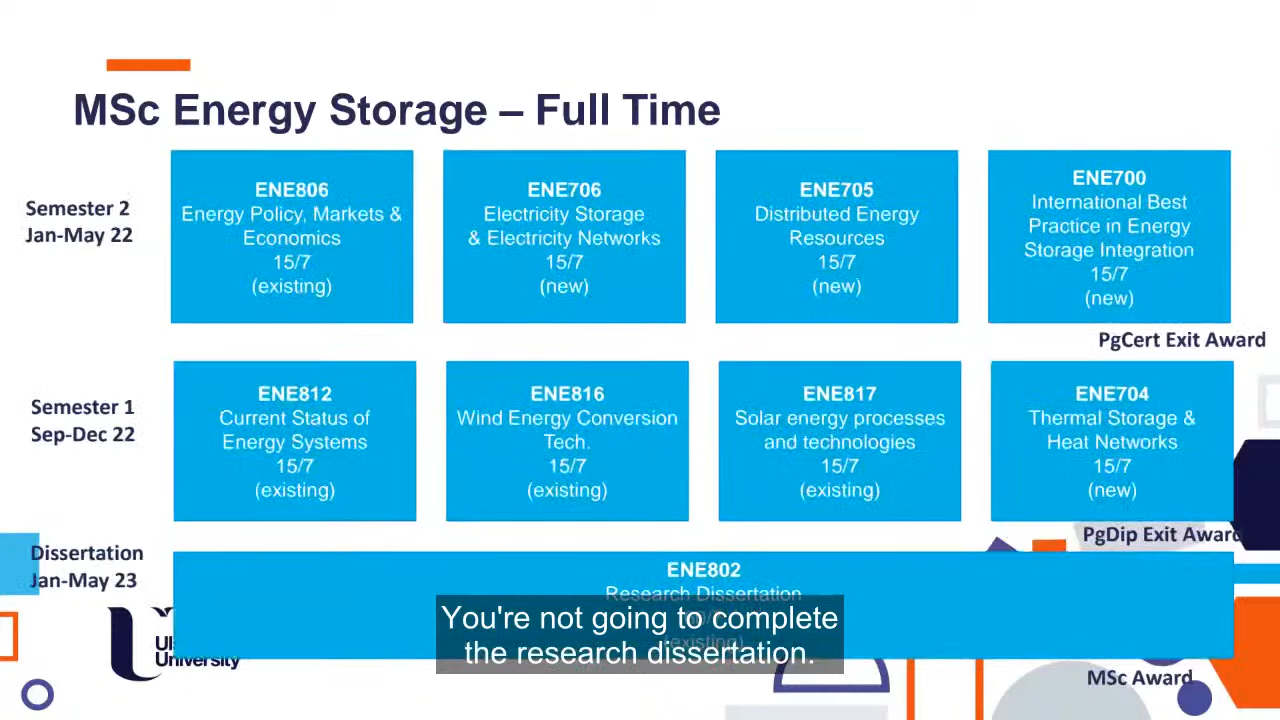 MSc Energy Storage – Full Time
Semester 2
Jan-May 22
ENE806
Energy Policy, Markets &
Economics
15/7
(existing)
ENE706
Electricity Storage
& Electricity Networks
15/7
(new)
ENE705
Distributed Energy
Resources
15/7
(new)
ENE700
International Best
Practice in Energy
Storage Integration
15/7
(new)
PgCert Exit Award
Semester 1
Sep-Dec 22
ENE812
Current Status of
Energy Systems
15/7
(existing)
ENE816
Wind Energy Conversion
Tech.
15/7
(existing)
ENE817
Solar energy processes
and technologies
15/7
(existing)
ENE704
Thermal Storage &
Heat Networks
15/7
(new)
PgDip Exit Award
Dissertation
Jan-May 23
ENE802
Research Dissertation
(existing)
You're not going to complete
the research dissertation.
University
MSc Award